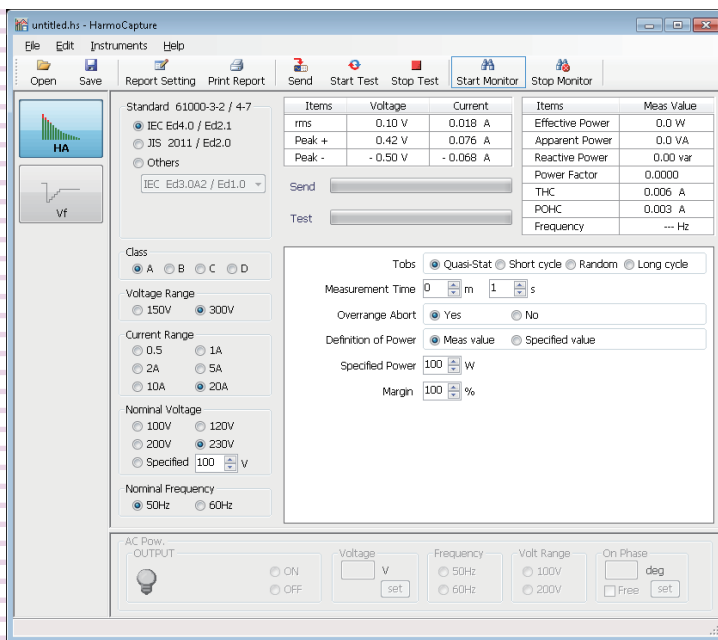 untitled.hs - HarmoCapture
File Edit Instruments Help
Open Save Report Setting Print Report Send Start Test Stop Test Start Monitor Stop Monitor
HA
Vf
Standard 61000-3-2 / 4-7
IEC Ed4.0 / Ed2.1
JIS 2011 / Ed2.0
Others
IEC Ed3.0A2 / Ed1.0
Items Voltage Current
rms 0.10 V 0.018 A
Peak + 0.42 V 0.076 A
Peak - - 0.50 V - 0.068 A
Send
Test
Items Meas Value
Effective Power 0.0 W
Apparent Power 0.0 VA
Reactive Power 0.00 var
Power Factor 0.0000
THC 0.006 A
POHC 0.003 A
Frequency --- Hz
Class
A B C D
Voltage Range
150V 300V
Current Range
0.5 1A
2A 5A
10A 20A
Nominal Voltage
100V 120V
200V 230V
Specified 100 V
Nominal Frequency
50Hz 60Hz
Tobs Quasi-Stat Short cycle Random Long cycle
Measurement Time 0 m 1 s
Overrange Abort Yes No
Definition of Power Meas value Specified value
Specified Power 100 W
Margin 100 %
AC Pow.
OUTPUT
ON
OFF
Voltage
V
set
Frequency
50Hz
60Hz
Volt Range
100V
200V
On Phase
deg
Free set